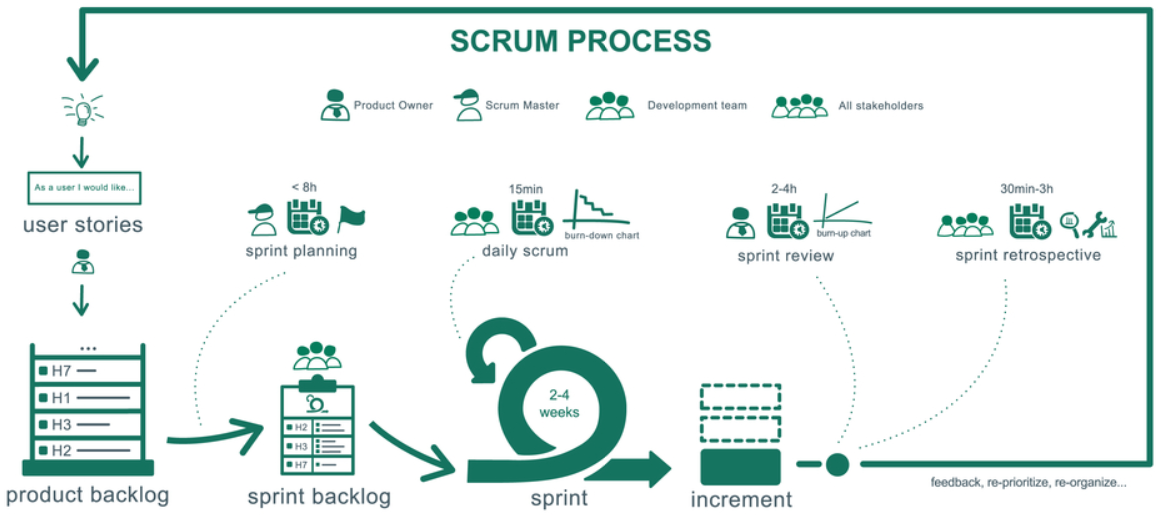 SCRUM PROCESS
Product Owner
Scrum Master
Development team
All stakeholders
As a user I would like...
user stories
< 8h
sprint planning
15min
burn-down chart
daily scrum
2-4h
burn-up chart
sprint review
30min-3h
sprint retrospective
...
H7
H1
H3
H2
product backlog
H2
H3
H7
sprint backlog
2-4
weeks
sprint
increment
feedback, re-prioritize, re-organize...